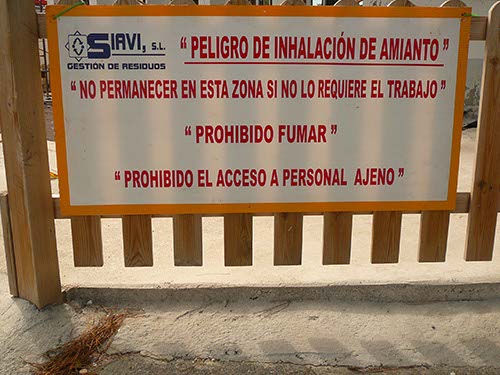 SIAVI, S.L.
GESTIÓN DE RESIDUOS
" PELIGRO DE INHALACIÓN DE AMIANTO "
" NO PERMANECER EN ESTA ZONA SI NO LO REQUIERE EL TRABAJO "
" PROHIBIDO FUMAR "
" PROHIBIDO EL ACCESO A PERSONAL AJENO "